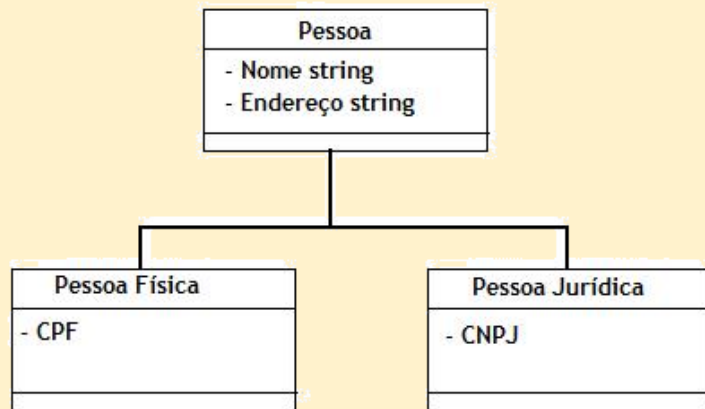 Pessoa
- Nome string
- Endereço string
Pessoa Física
- CPF
Pessoa Jurídica
- CNPJ